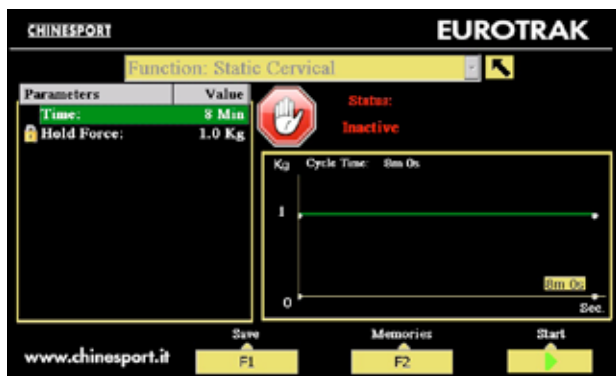 CHINESPORT
EUROTRAK
Function: Static Cervical
Parameters Value
Time: 8 Min
Hold Force: 1.0 Kg
Status:
Inactive
Kg Cycle Time: 8m 0s
1
8m 0s
0
Sec.
Save Memories Start
www.chinesport.it F1 F2